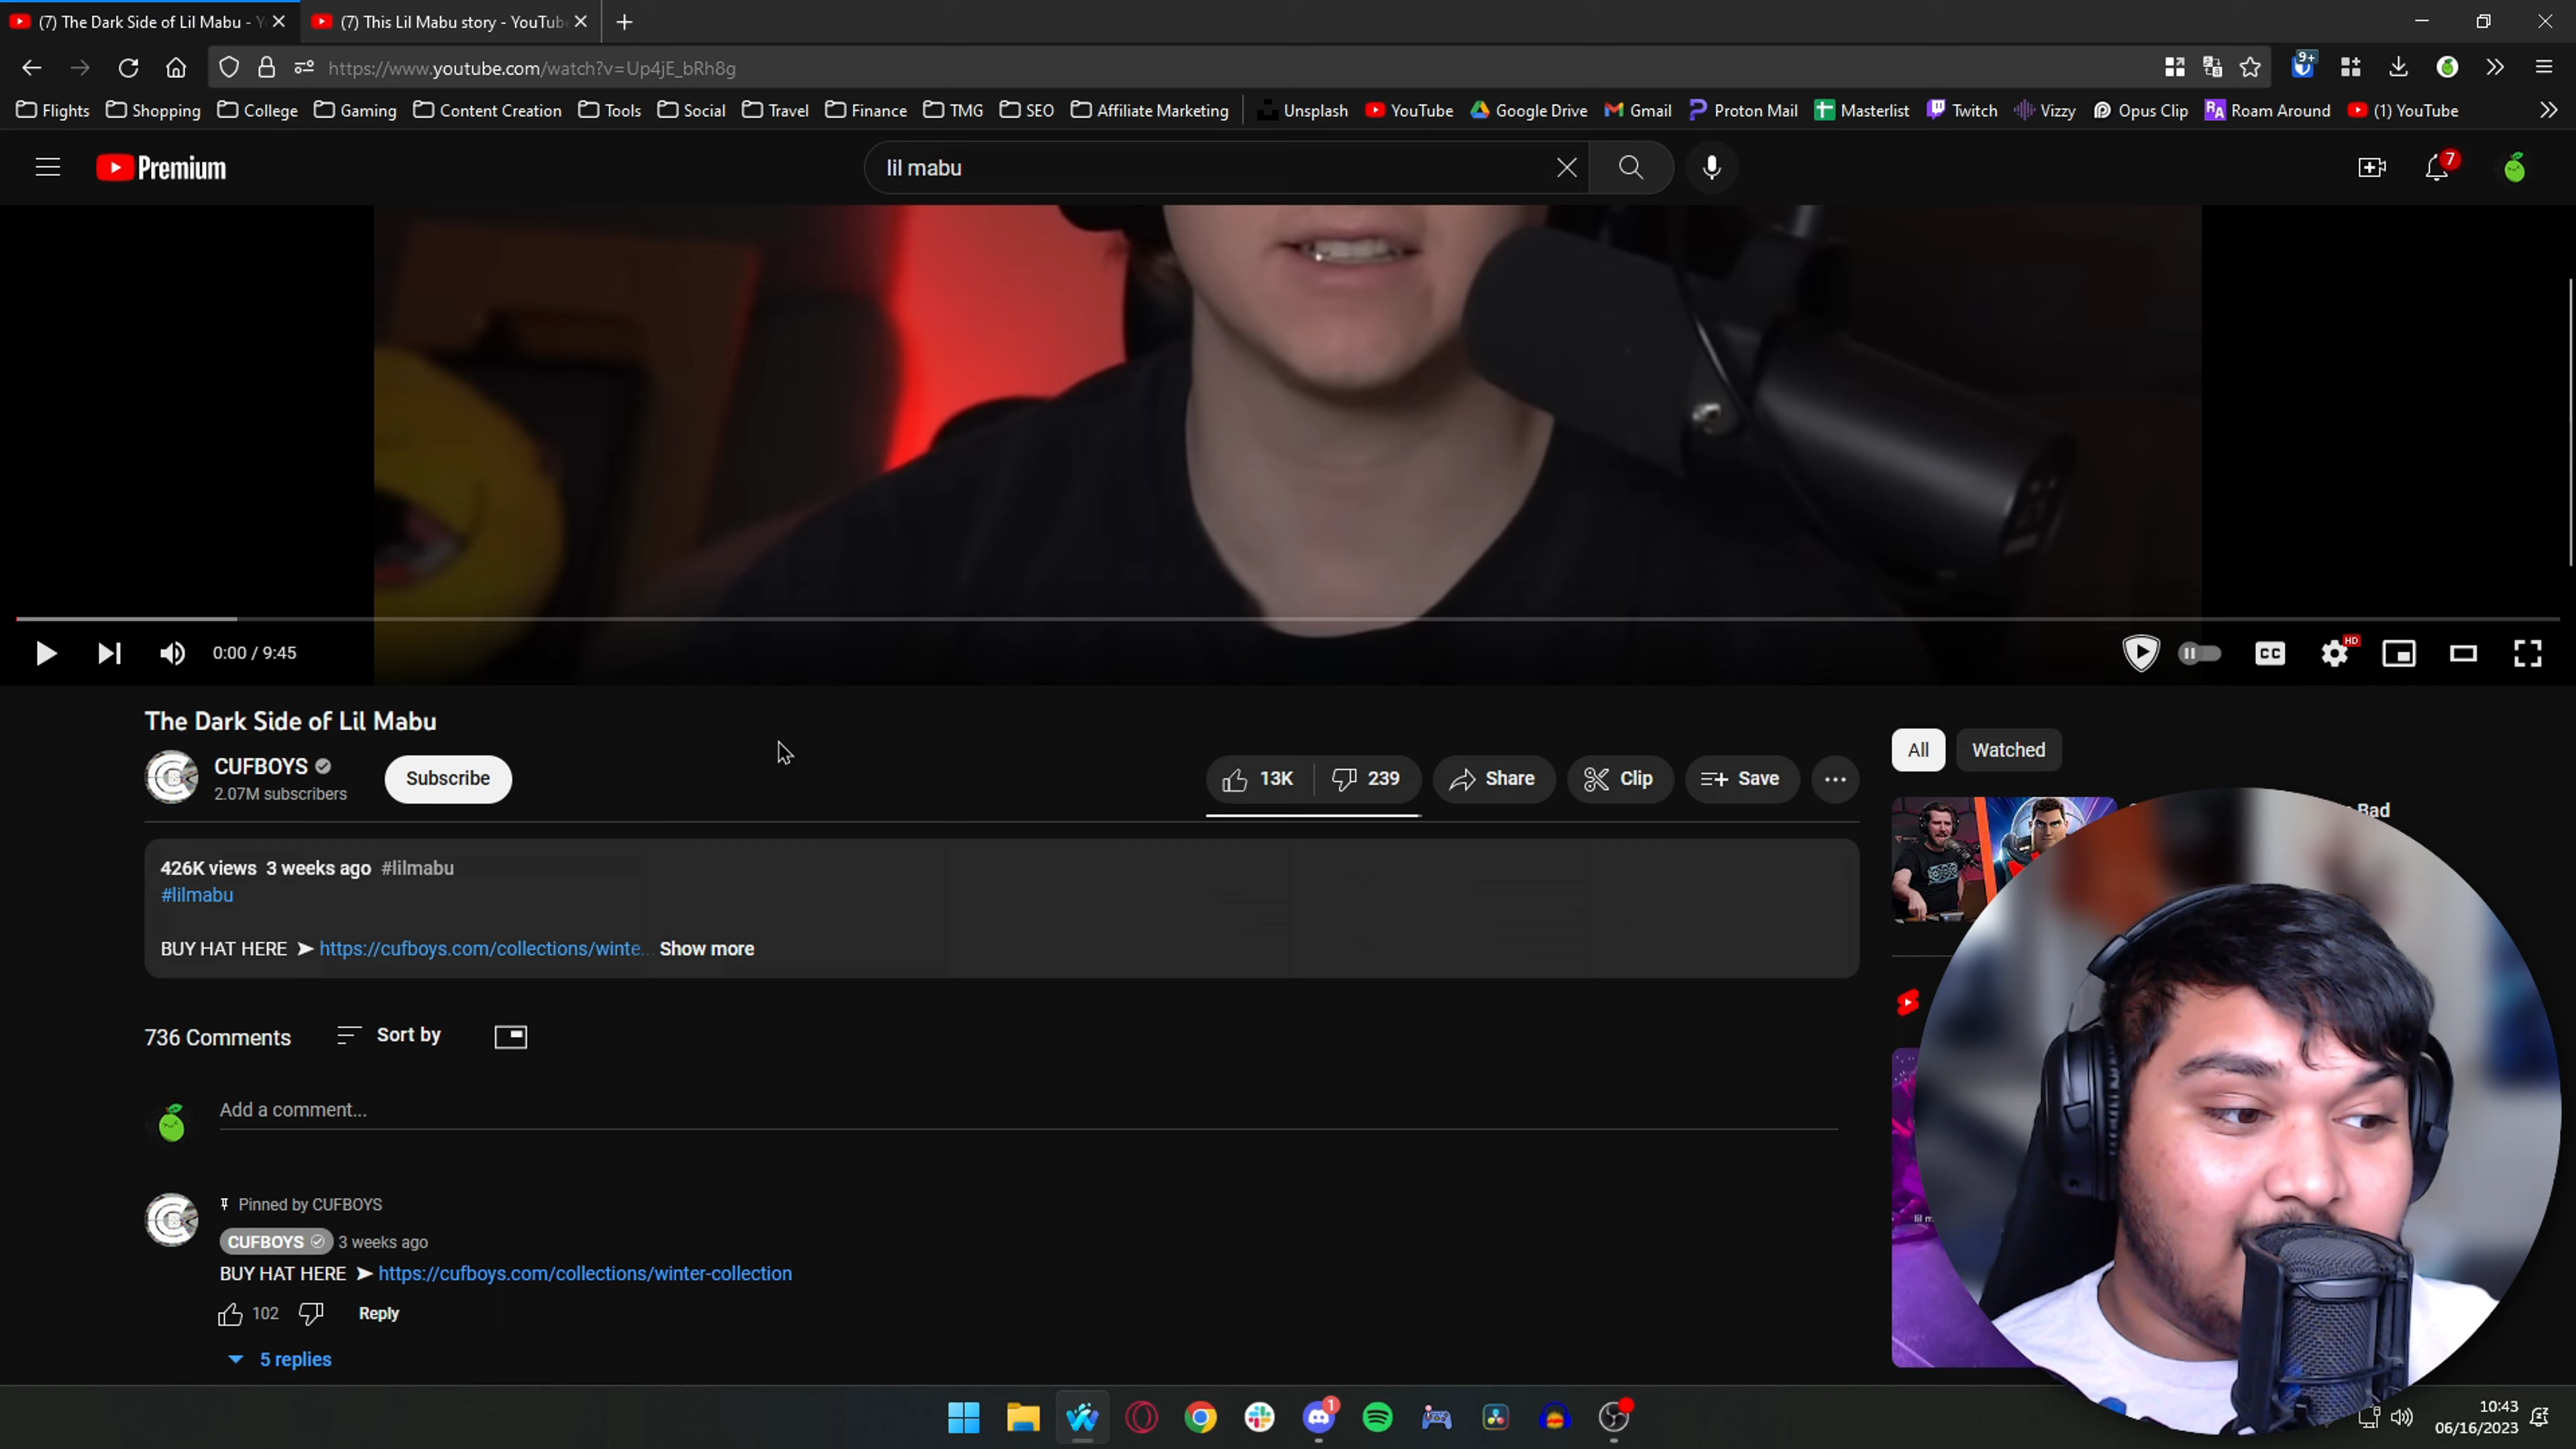 (7) The Dark Side of Lil Mabu - Y
(7) This Lil Mabu story - YouTub
https://www.youtube.com/watch?v=Up4jE_bRh8g
9+
Flights Shopping College Gaming Content Creation Tools Social Travel Finance TMG SEO Affiliate Marketing Unsplash YouTube Google Drive Gmail Proton Mail Masterlist Twitch Vizzy Opus Clip Roam Around (1) YouTube
Premium
lil mabu
7
0:00 / 9:45
CC
HD
The Dark Side of Lil Mabu
CUFBOYS
2.07M subscribers
Subscribe
13K
239
Share
Clip
Save
All
Watched
Bad
426K views 3 weeks ago #lilmabu
#lilmabu
BUY HAT HERE ➤ https://cufboys.com/collections/winte... Show more
736 Comments
Sort by
Add a comment...
Pinned by CUFBOYS
CUFBOYS 3 weeks ago
BUY HAT HERE ➤ https://cufboys.com/collections/winter-collection
102
Reply
5 replies
lil m
1
10:43
06/16/2023